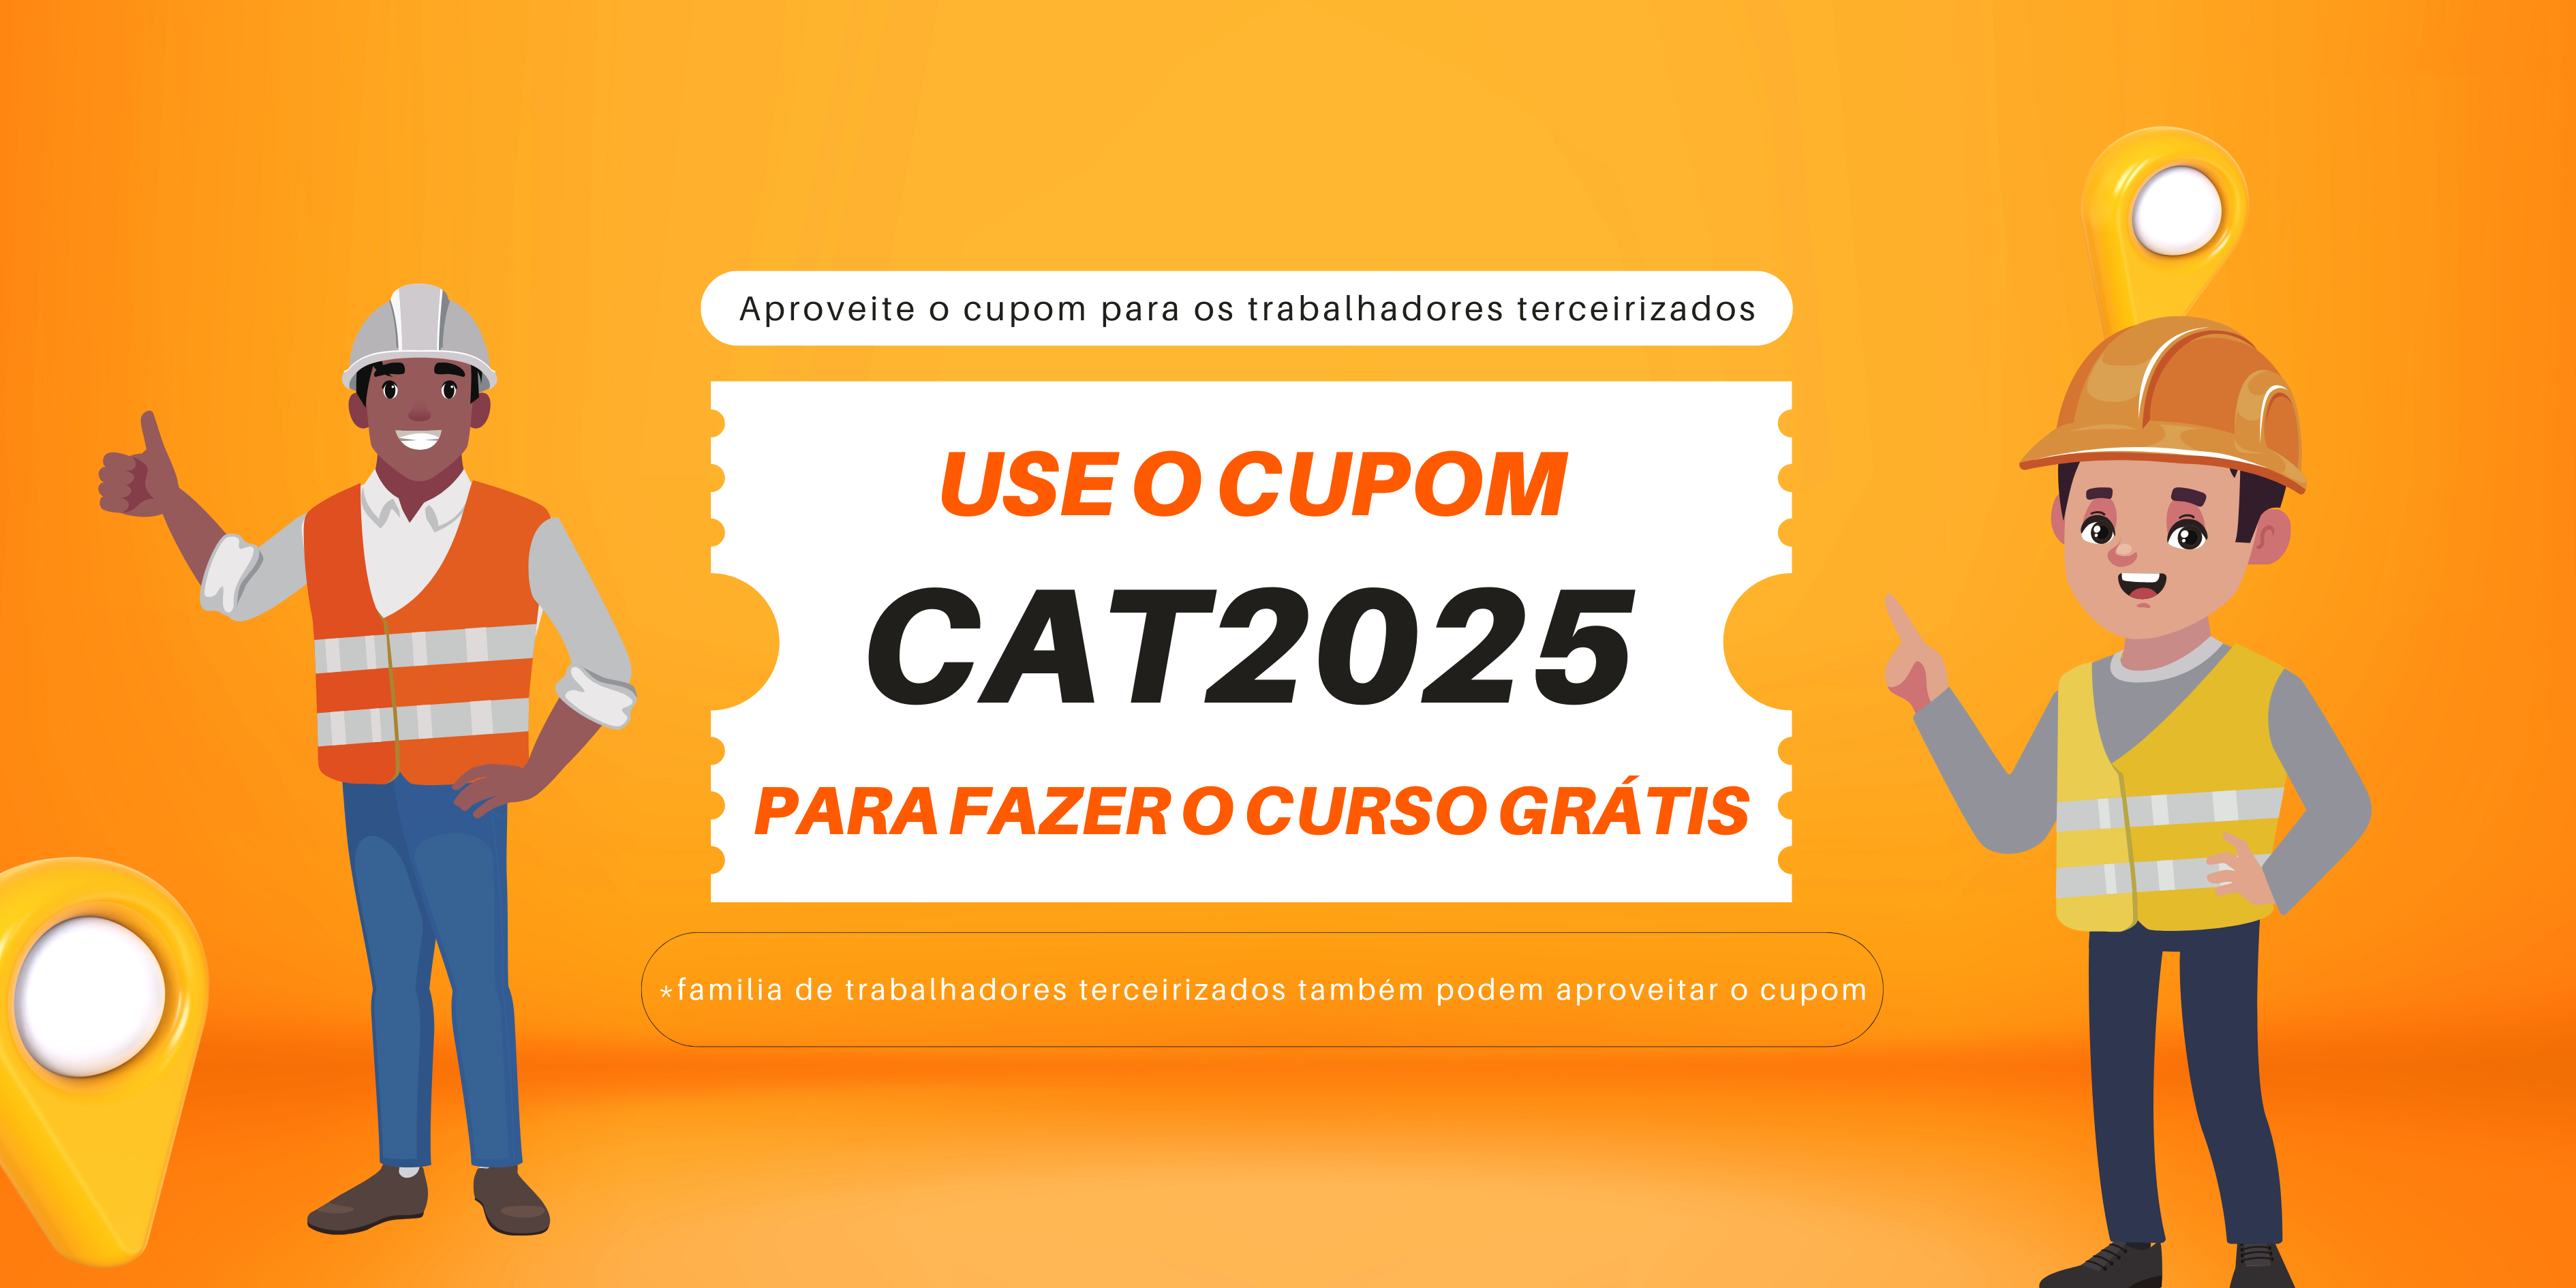 Aproveite o cupom para os trabalhadores terceirizados
USE O CUPOM
CAT2025
PARA FAZER O CURSO GRÁTIS
*familia de trabalhadores terceirizados também podem aproveitar o cupom